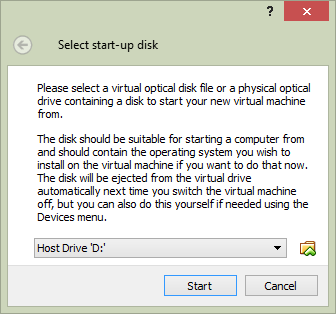 ?
Select start-up disk
Please select a virtual optical disk file or a physical optical
drive containing a disk to start your new virtual machine
from.
The disk should be suitable for starting a computer from
and should contain the operating system you wish to
install on the virtual machine if you want to do that now.
The disk will be ejected from the virtual drive
automatically next time you switch the virtual machine
off, but you can also do this yourself if needed using the
Devices menu.
Host Drive 'D:'
Start Cancel